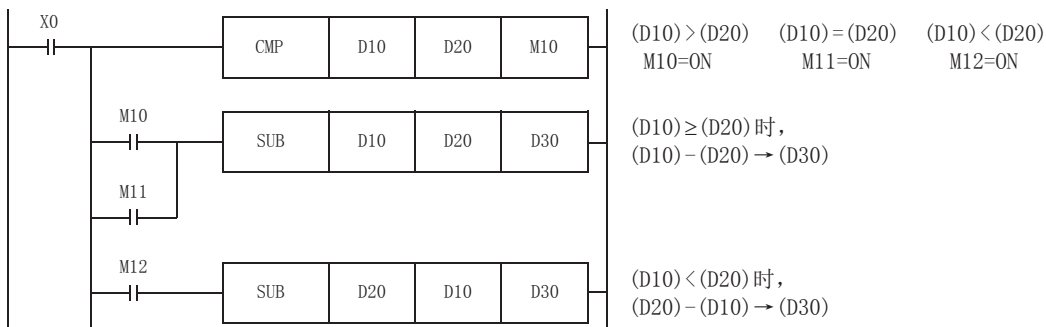 X0
CMP D10 D20 M10
(D10)>(D20) (D10)=(D20) (D10)<(D20)
M10=ON M11=ON M12=ON
M10
SUB D10 D20 D30
(D10)≥(D20)时，
(D10)-(D20)→(D30)
M11
M12
SUB D20 D10 D30
(D10)<(D20)时，
(D20)-(D10)→(D30)